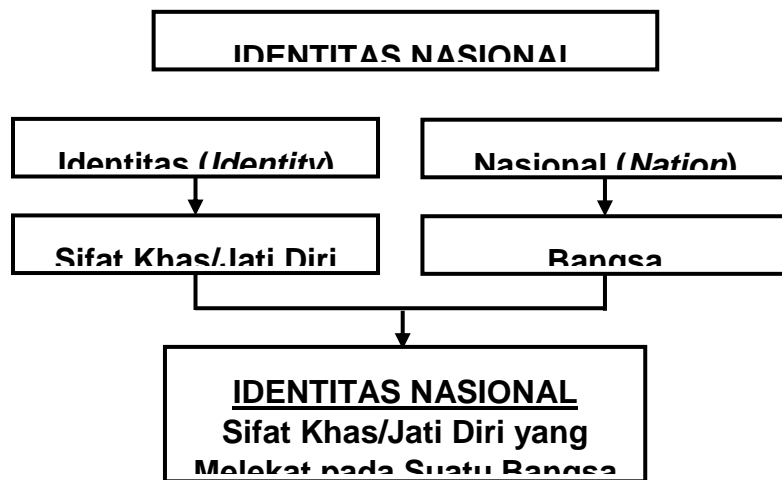 IDENTITAS NASIONAL
Identitas (Identity)
Nasional (Nation)
Sifat Khas/Jati Diri
Bangsa
IDENTITAS NASIONAL
Sifat Khas/Jati Diri yang
Melekat pada Suatu Bangsa